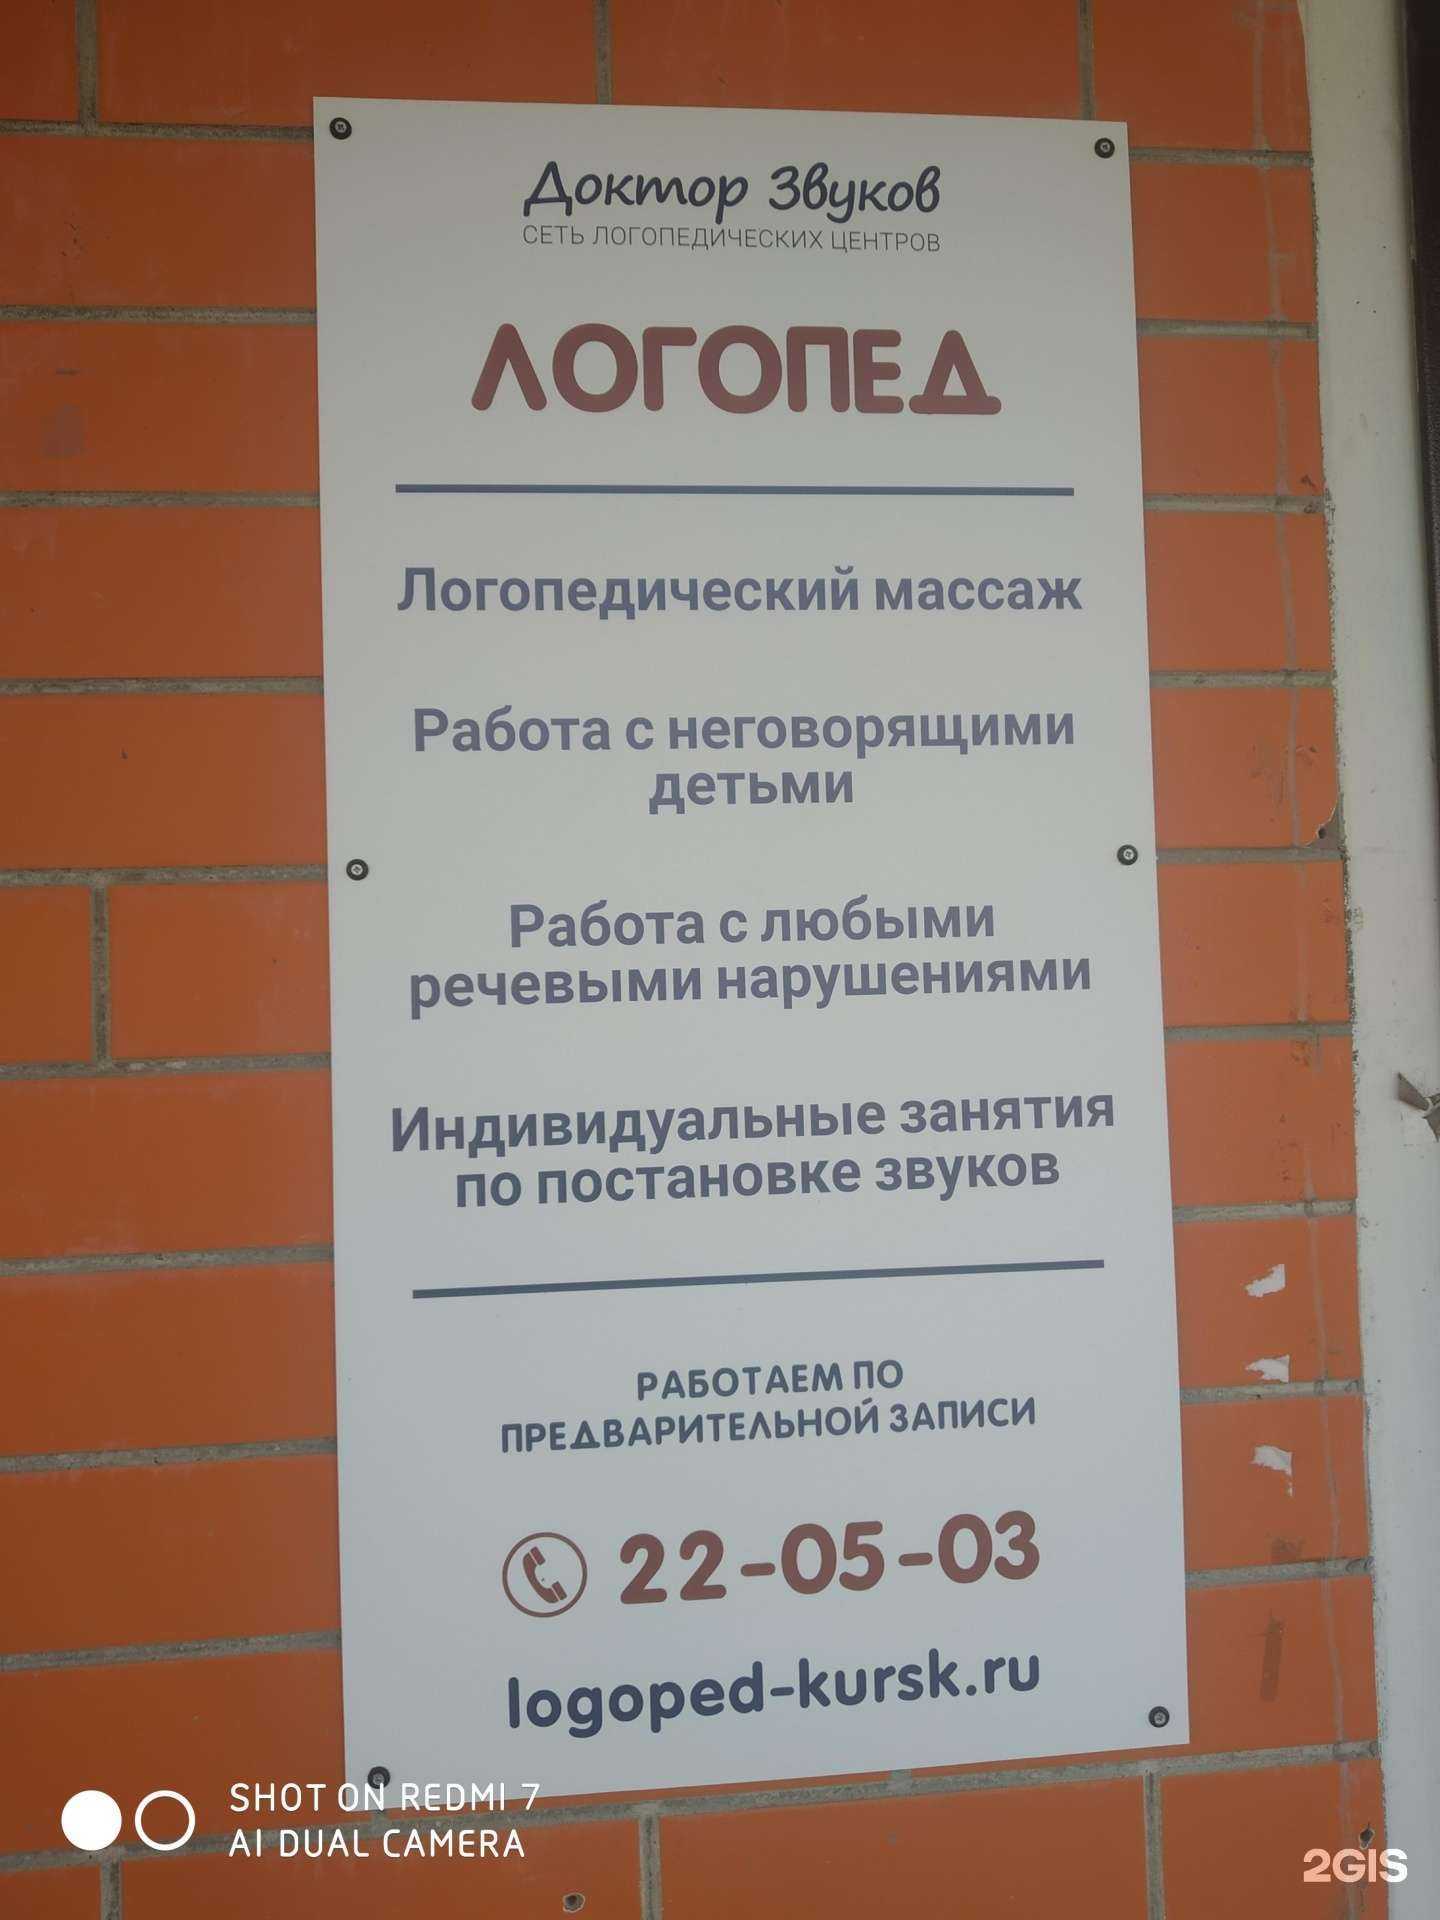 Доктор Звуков
СЕТЬ ЛОГОПЕДИЧЕСКИХ ЦЕНТРОВ
ЛОГОПЕД
Логопедический массаж
Работа с неговорящими
детьми
Работа с любыми
речевыми нарушениями
Индивидуальные занятия
по постановке звуков
РАБОТАЕМ ПО
ПРЕДВАРИТЕЛЬНОЙ ЗАПИСИ
22-05-03
logoped-kursk.ru
SHOT ON REDMI 7
AI DUAL CAMERA
2GIS